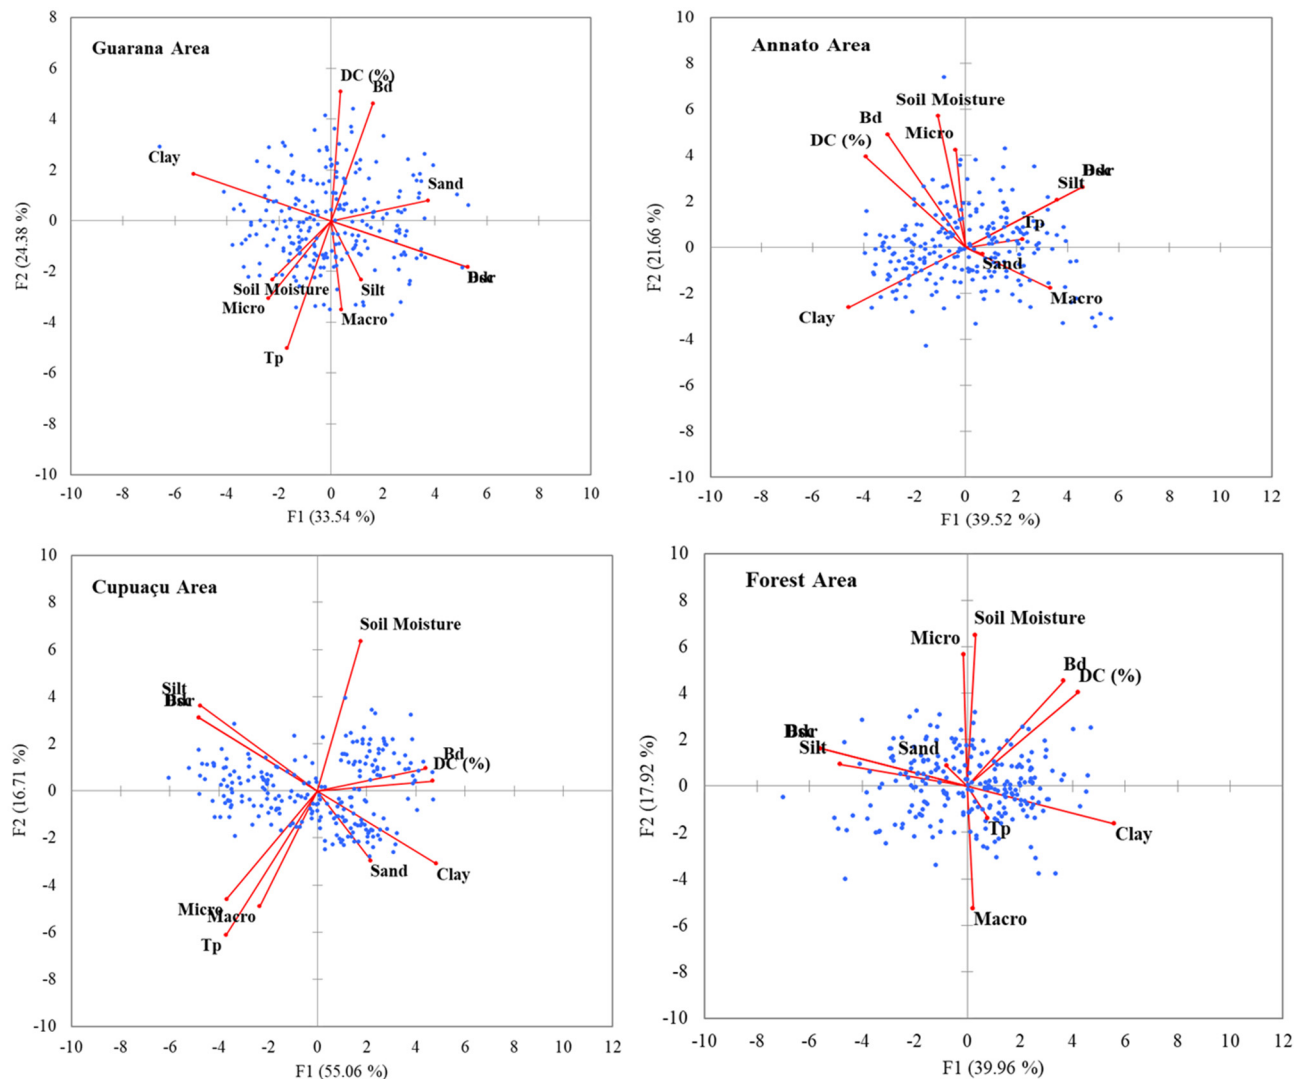 Guarana Area
8
6
4
2
0
-2
-4
-6
-8
-10
F2 (24.38 %)
DC (%)
Bd
Clay
Sand
Soil Moisture
Silt
Micro
Macro
Tp
-10 -8 -6 -4 -2 0 2 4 6 8 10
F1 (33.54 %)
Annato Area
10
8
6
4
2
0
-2
-4
-6
-8
-10
F2 (21.66 %)
Soil Moisture
Bd
Micro
DC (%)
Silt
Tp
Sand
Macro
Clay
-10 -8 -6 -4 -2 0 2 4 6 8 10 12
F1 (39.52 %)
Cupuaçu Area
10
8
6
4
2
0
-2
-4
-6
-8
-10
F2 (16.71 %)
Soil Moisture
Silt
Bd
DC (%)
Sand
Clay
Micro
Macro
Tp
-10 -8 -6 -4 -2 0 2 4 6 8 10 12
F1 (55.06 %)
Forest Area
10
8
6
4
2
0
-2
-4
-6
-8
-10
F2 (17.92 %)
Soil Moisture
Micro
Bd
DC (%)
Silt
Sand
Tp
Clay
Macro
-10 -8 -6 -4 -2 0 2 4 6 8 10 12
F1 (39.96 %)